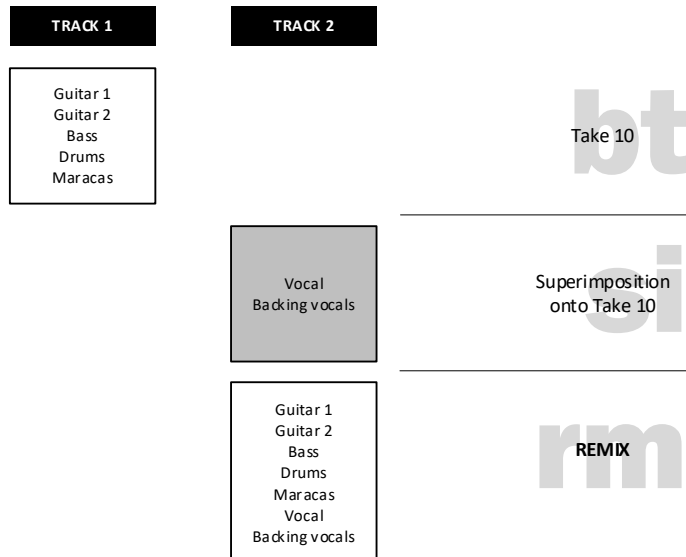 TRACK 1
TRACK 2
Guitar 1
Guitar 2
Bass
Drums
Maracas
bt
Take 10
Vocal
Backing vocals
si
Superimposition
onto Take 10
Guitar 1
Guitar 2
Bass
Drums
Maracas
Vocal
Backing vocals
rm
REMIX